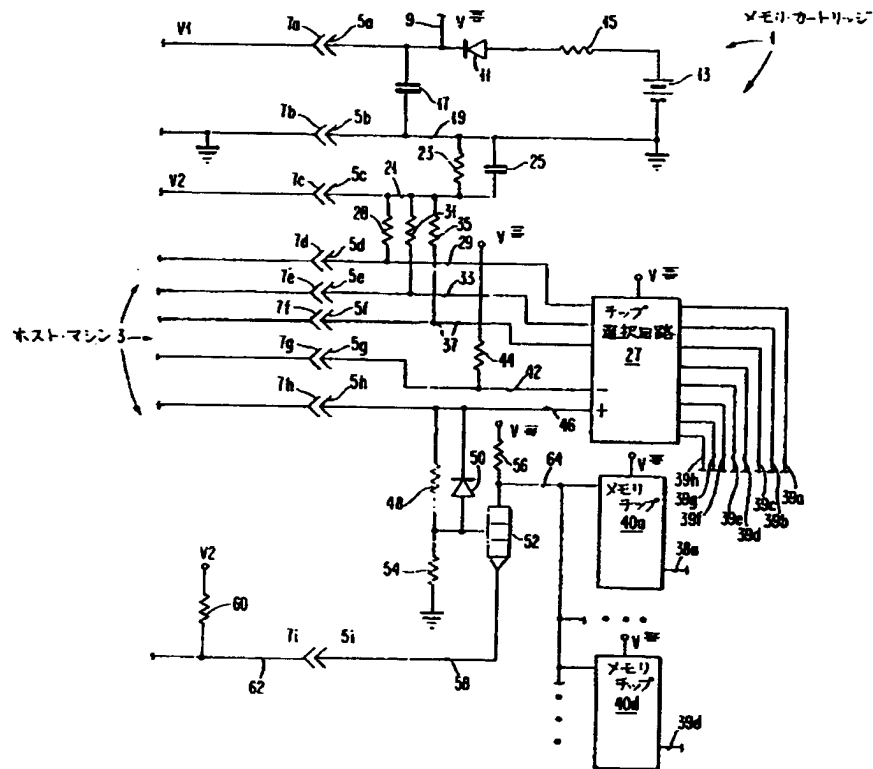 メモリ・カートリッジ
1
V1
7a
5a
9
V
11
15
13
17
7b
5b
19
23
25
V2
7c
5c
21
28
31
35
V
7d
5d
29
7e
5e
33
7f
5f
37
ホスト・マシン 3
7g
5g
44
42
7h
5h
46
V
チップ
選択回路
27
-
+
V
56
50
48
52
54
64
V
メモリ
チップ
40a
38a
39h
39g
39f
39e
39d
39c
39b
39a
V2
60
62
7i
5i
58
V
メモリ
チップ
40d
39d